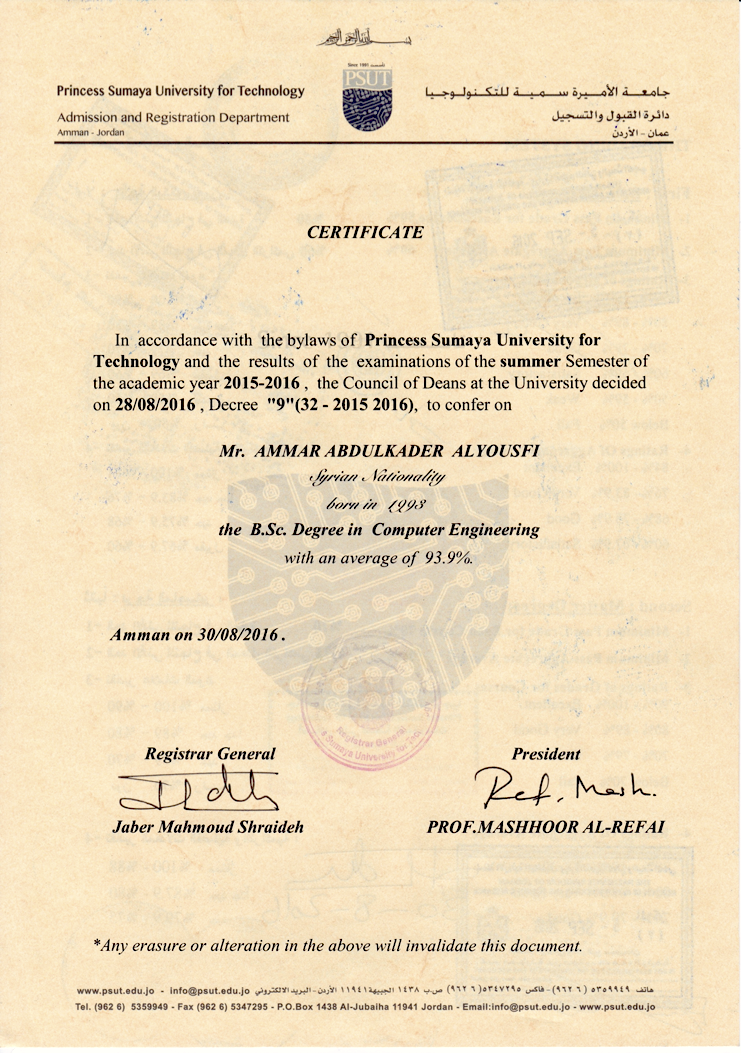 بسم الله الرحمن الرحيم
Since 1991 تأسست
PSUT
Princess Sumaya University for Technology
جامعة الأميرة سمية للتكنولوجيا
Admission and Registration Department
دائرة القبول والتسجيل
Amman - Jordan
عمان - الأردن
CERTIFICATE
In accordance with the bylaws of Princess Sumaya University for
Technology and the results of the examinations of the summer Semester of
the academic year 2015-2016 , the Council of Deans at the University decided
on 28/08/2016 , Decree "9"(32 - 2015 2016), to confer on
Mr. AMMAR ABDULKADER ALYOUSFI
Syrian Nationality
born in 1993
the B.Sc. Degree in Computer Engineering
with an average of 93.9%.
Amman on 30/08/2016 .
Registrar General
Registrar General
President
Jaber Mahmoud Shraideh
PROF.MASHHOOR AL-REFAI
*Any erasure or alteration in the above will invalidate this document.
هاتف ٥٣٥٩٩٤٩ (٦ ٩٦٢) - فاكس ٥٣٤٧٢٩٥ (٦ ٩٦٢) ص.ب ١٤٣٨ الجبيهة ١١٩٤١ الأردن - البريد الالكتروني www.psut.edu.jo - info@psut.edu.jo
Tel. (962 6) 5359949 - Fax (962 6) 5347295 - P.O.Box 1438 Al-Jubaiha 11941 Jordan - Email:info@psut.edu.jo - www.psut.edu.jo